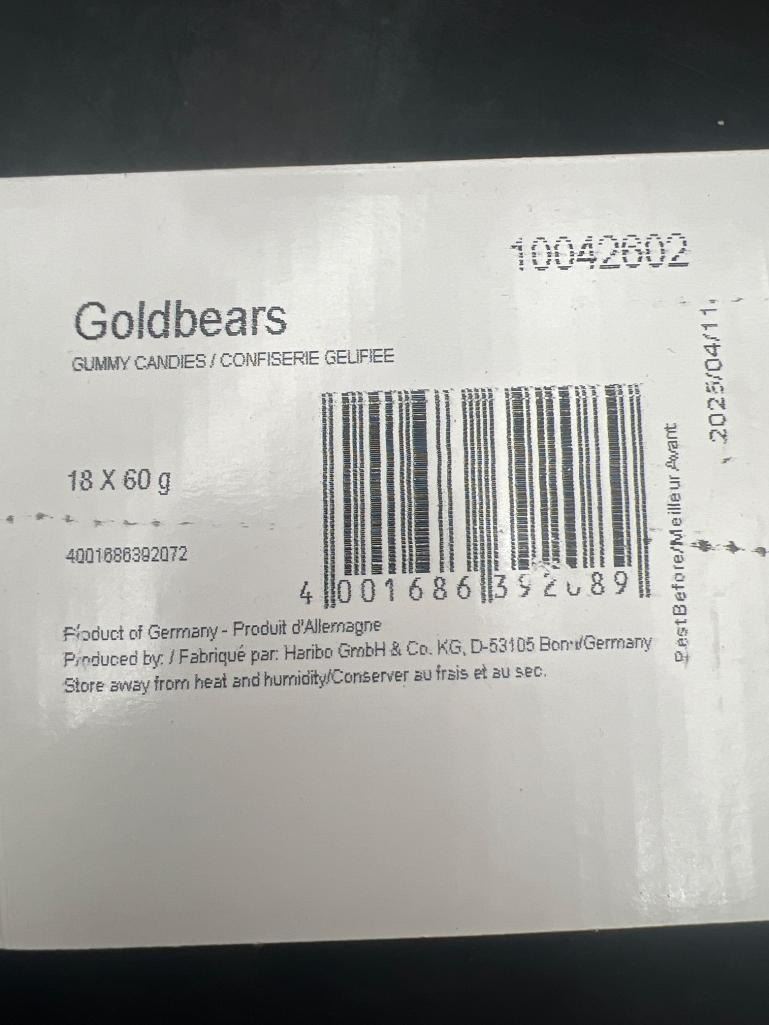 10042602
Goldbears
GUMMY CANDIES / CONFISERIE GELIFIEE
18 X 60 g
4001686392072
4 001686 392089
Product of Germany - Produit d'Allemagne
Produced by: / Fabriqué par: Haribo GmbH & Co. KG, D-53105 Bonn/Germany
Store away from heat and humidity/Conserver au frais et au sec.
Best Before/Meilleur Avant
2025/04/11